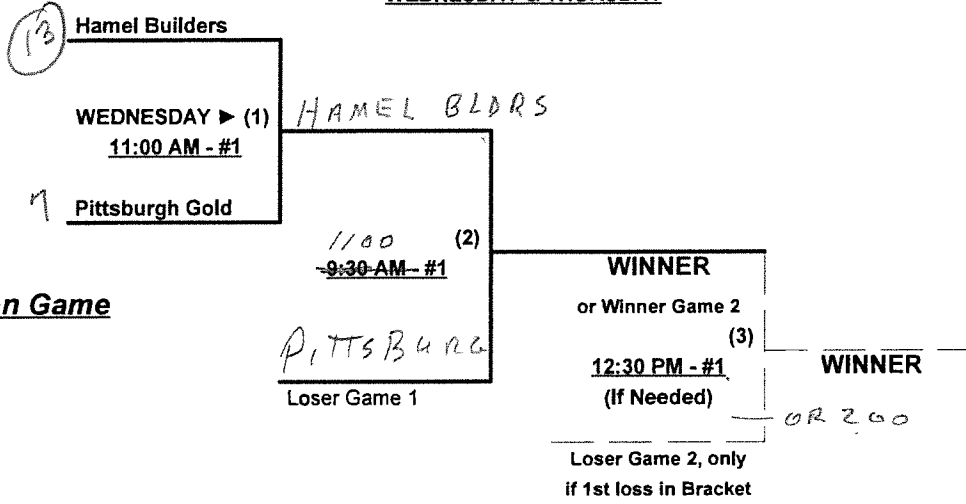 13 Hamel Builders
WEDNESDAY ► (1)
HAMEL BLDRS
11:00 AM - #1
7 Pittsburgh Gold
1100
(2)
9:30 AM - #1
WINNER
n Game
or Winner Game 2
(3)
PITTSBURG
12:30 PM - #1
WINNER
Loser Game 1
(If Needed)
OR 200
Loser Game 2, only
if 1st loss in Bracket